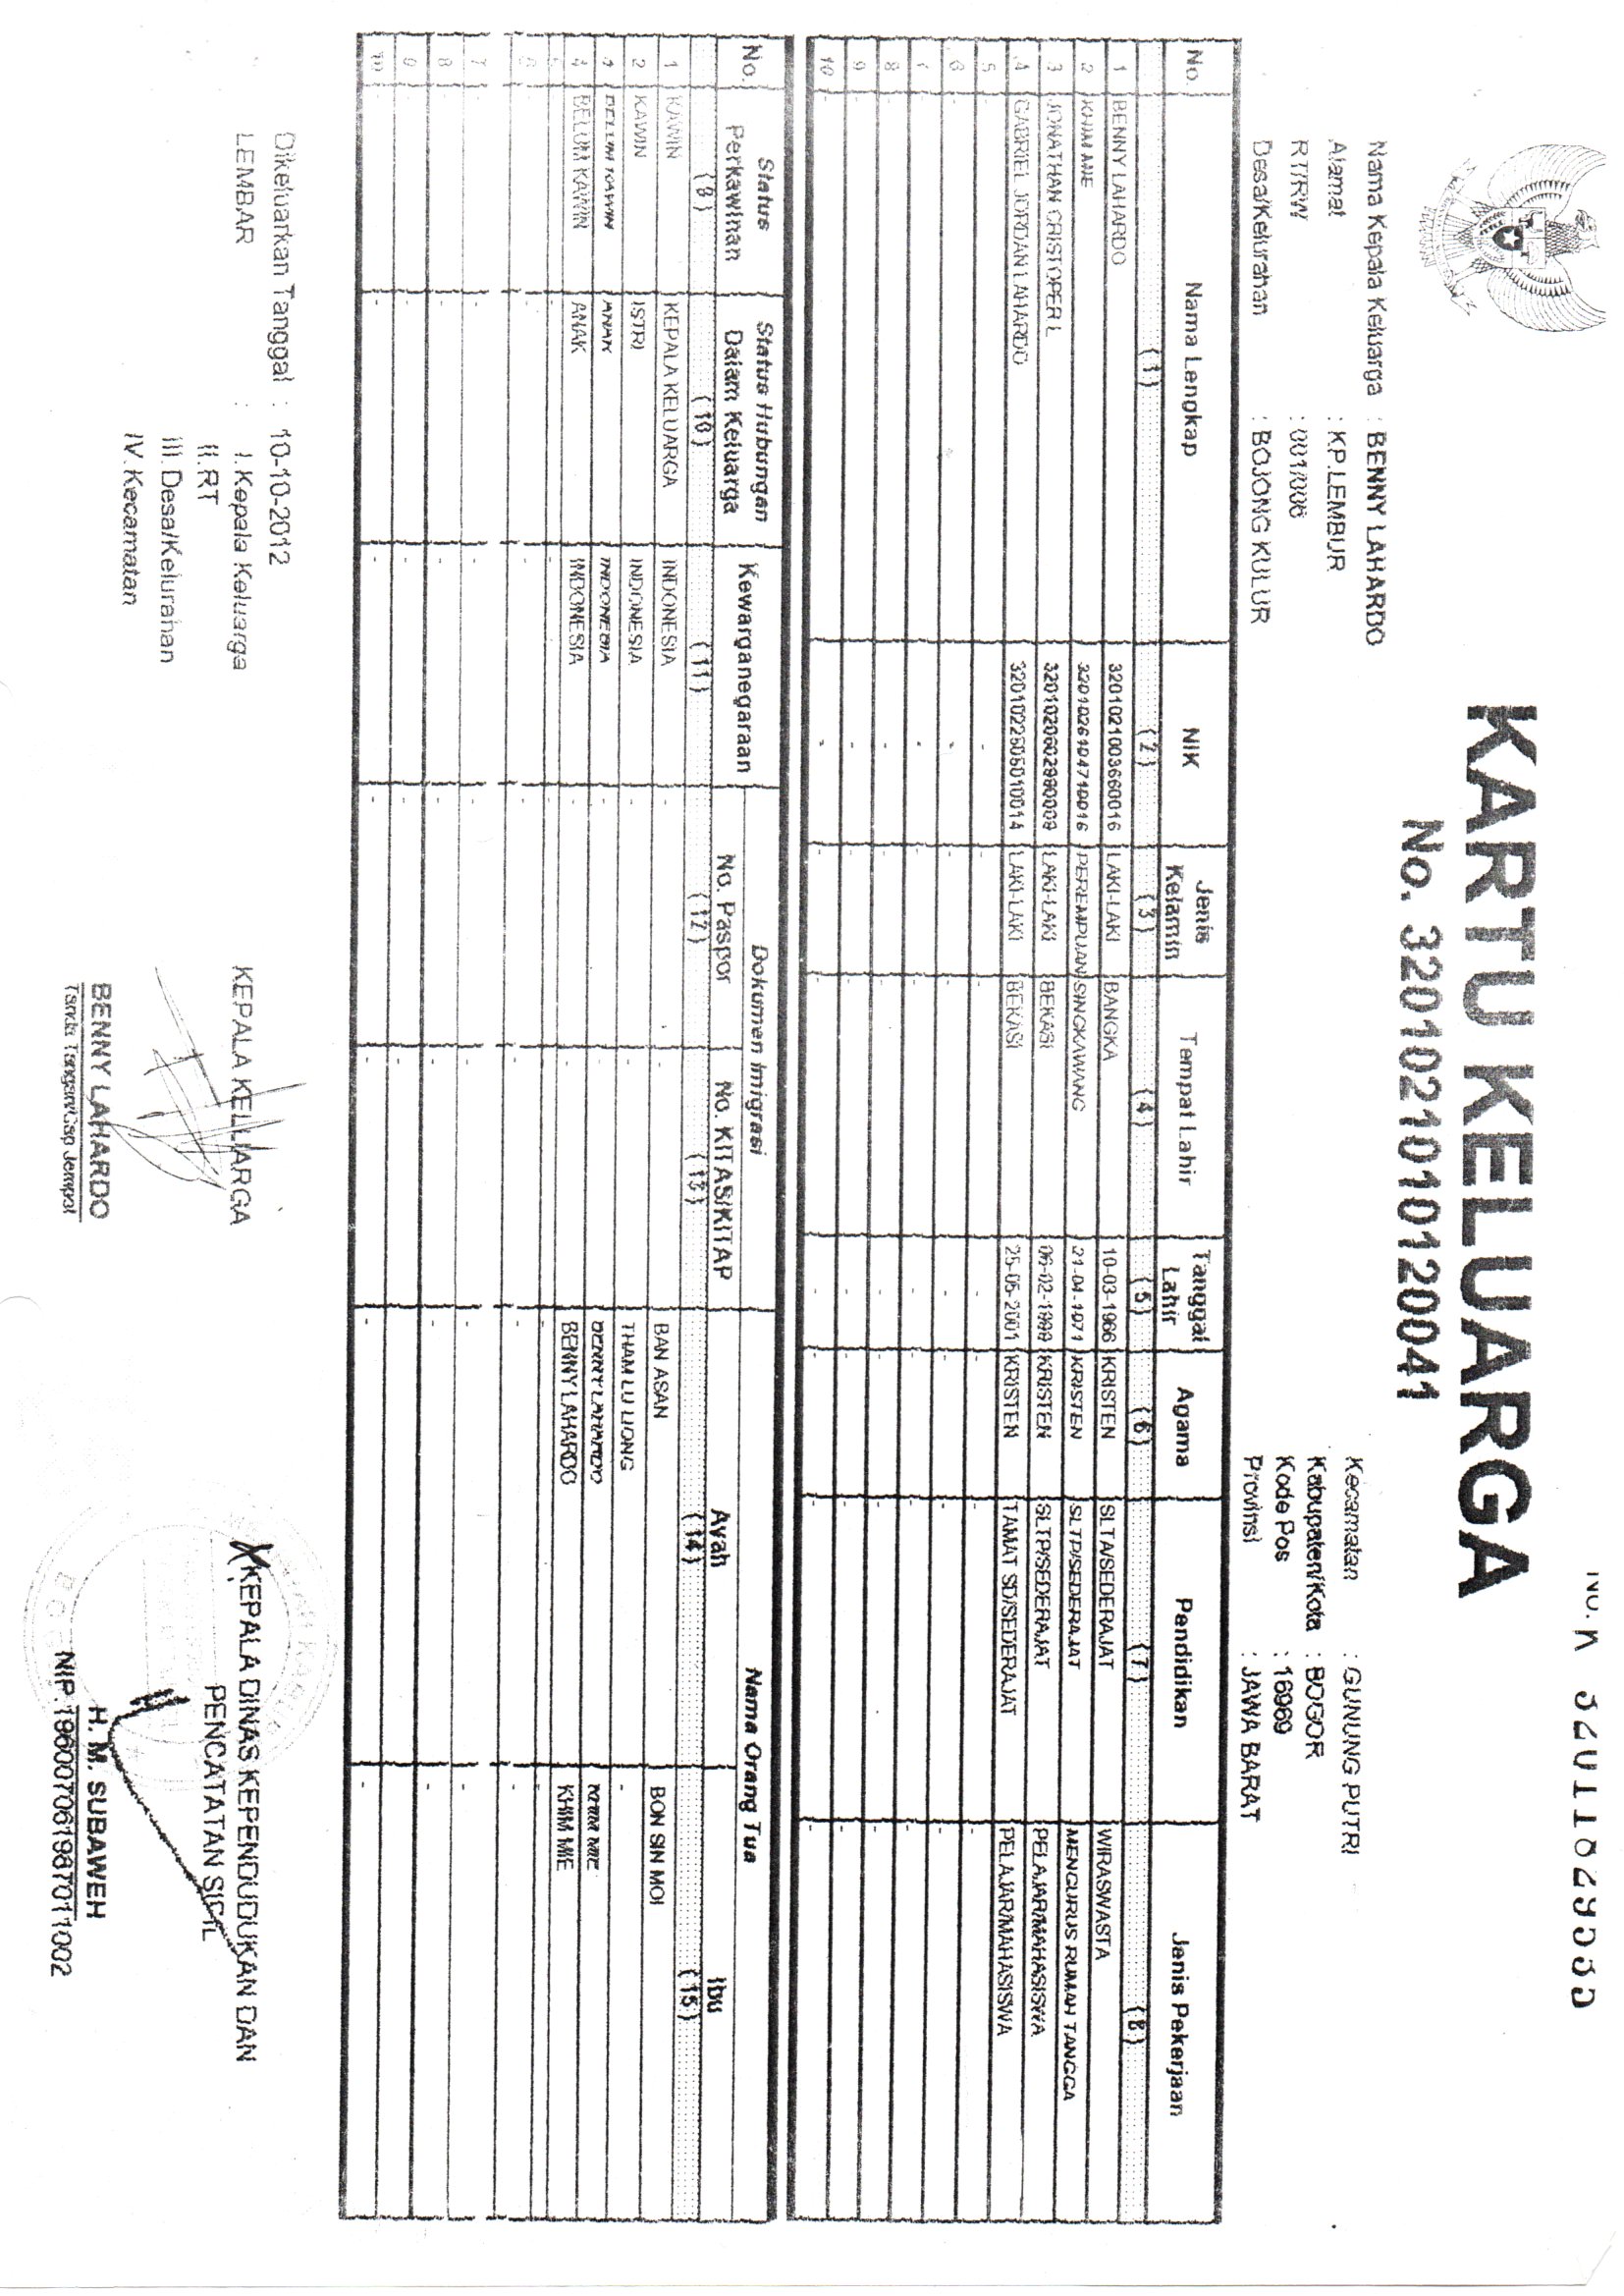 No. K 32011829535
KARTU KELUARGA
No. 3201021010120041
Nama Kepala Keluarga : BENNY LAHARDO
Alamat : KP.LEMBUR
RT/RW : 001/006
Desa/Kelurahan : BOJONG KULUR
Kecamatan : GUNUNG PUTRI
Kabupaten/Kota : BOGOR
Kode Pos : 16969
Provinsi : JAWA BARAT
No. Nama Lengkap NIK Jenis Kelamin Tempat Lahir Tanggal Lahir Agama Pendidikan Jenis Pekerjaan
(1) (2) (3) (4) (5) (6) (7) (8)
1 BENNY LAHARDO 3201021003660016 LAKI-LAKI BANGKA 10-03-1966 KRISTEN SLTA/SEDERAJAT WIRASWASTA
2 KHIM MIE 3201026104710016 PEREMPUAN SINGKAWANG 21-04-1971 KRISTEN SLTP/SEDERAJAT MENGURUS RUMAH TANGGA
3 JONATHAN CRISTOPER L 3201020602990009 LAKI-LAKI BEKASI 06-02-1999 KRISTEN SLTP/SEDERAJAT PELAJAR/MAHASISWA
4 GABRIEL JORDAN LAHARDO 3201022505010014 LAKI-LAKI BEKASI 25-05-2001 KRISTEN TAMAT SD/SEDERAJAT PELAJAR/MAHASISWA
5 - - - - - - - -
6 - - - - - - - -
7 - - - - - - - -
8 - - - - - - - -
9 - - - - - - - -
10 - - - - - - - -
No. Status Perkawinan Status Hubungan Dalam Keluarga Kewarganegaraan Dokumen Imigrasi Nama Orang Tua
No. Paspor No. KITAS/KITAP Ayah Ibu
(9) (10) (11) (12) (13) (14) (15)
1 KAWIN KEPALA KELUARGA INDONESIA - - BAN ASAN BON SIN MOI
2 KAWIN ISTRI INDONESIA - - THAM LU LIONG -
3 BELUM KAWIN ANAK INDONESIA - - BENNY LAHARDO KHIM MIE
4 BELUM KAWIN ANAK INDONESIA - - BENNY LAHARDO KHIM MIE
5 - - - - - - -
6 - - - - - - -
7 - - - - - - -
8 - - - - - - -
9 - - - - - - -
10 - - - - - - -
Dikeluarkan Tanggal : 10-10-2012
LEMBAR : I. Kepala Keluarga
II. RT
III. Desa/Kelurahan
IV. Kecamatan
KEPALA KELUARGA
BENNY LAHARDO
Tanda Tangan/Cap Jempol
KEPALA DINAS KEPENDUDUKAN DAN
PENCATATAN SIPIL
H. M. SUBAWEH
NIP.196007061987011002